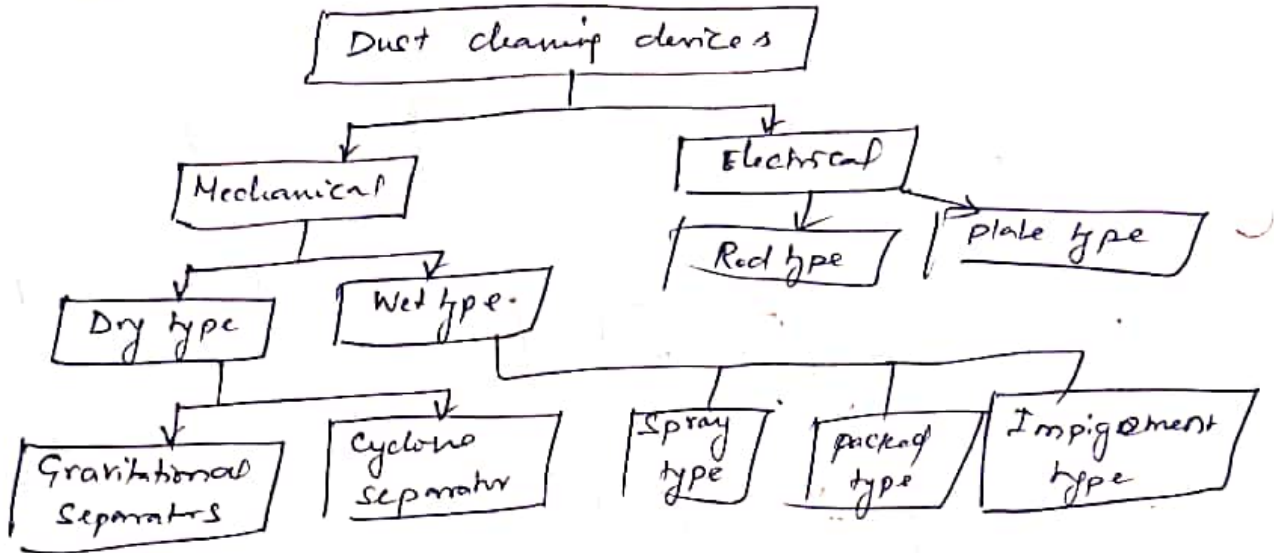 Dust cleaning devices
Mechanical
Electrical
Rod type
plate type
Dry type
Wet type.
Gravitational
Separators
Cyclone
separator
Spray
type
packed
type
Impigement
type